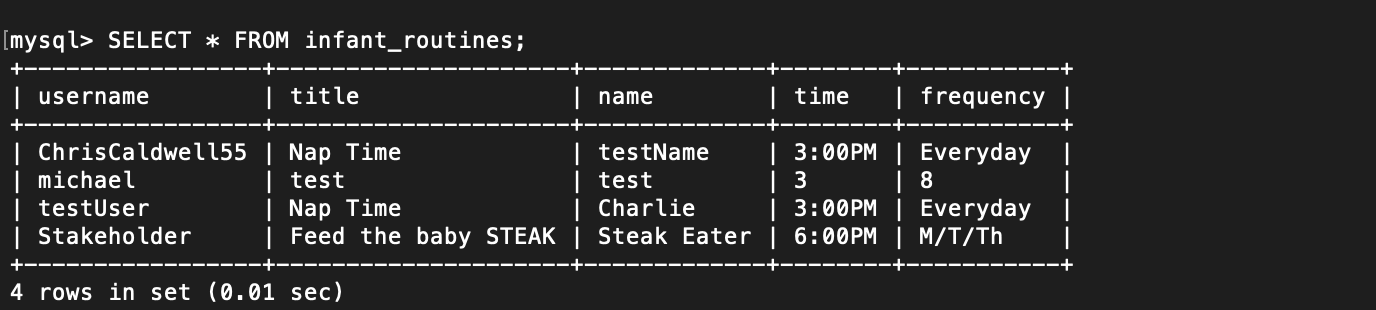 [mysql> SELECT * FROM infant_routines;
+-----------------+---------------------+-------------+--------+-----------+
| username        | title               | name        | time   | frequency |
+-----------------+---------------------+-------------+--------+-----------+
| ChrisCaldwell55 | Nap Time            | testName    | 3:00PM | Everyday  |
| michael         | test                | test        | 3      | 8         |
| testUser        | Nap Time            | Charlie     | 3:00PM | Everyday  |
| Stakeholder     | Feed the baby STEAK | Steak Eater | 6:00PM | M/T/Th    |
+-----------------+---------------------+-------------+--------+-----------+
4 rows in set (0.01 sec)